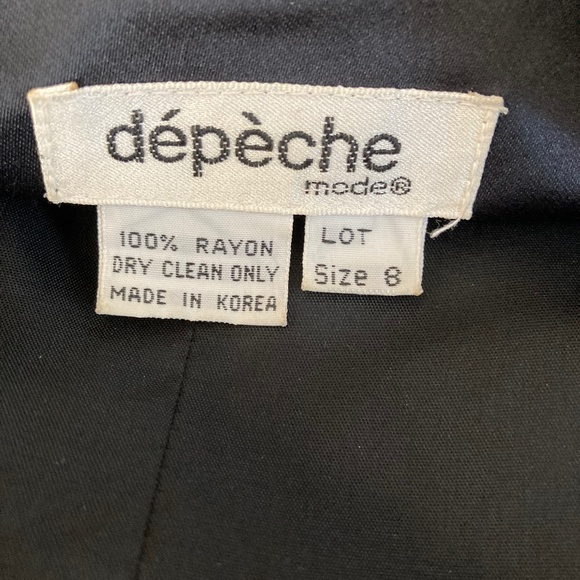 dépèche
mode®
100% RAYON
DRY CLEAN ONLY
MADE IN KOREA
LOT
Size 8